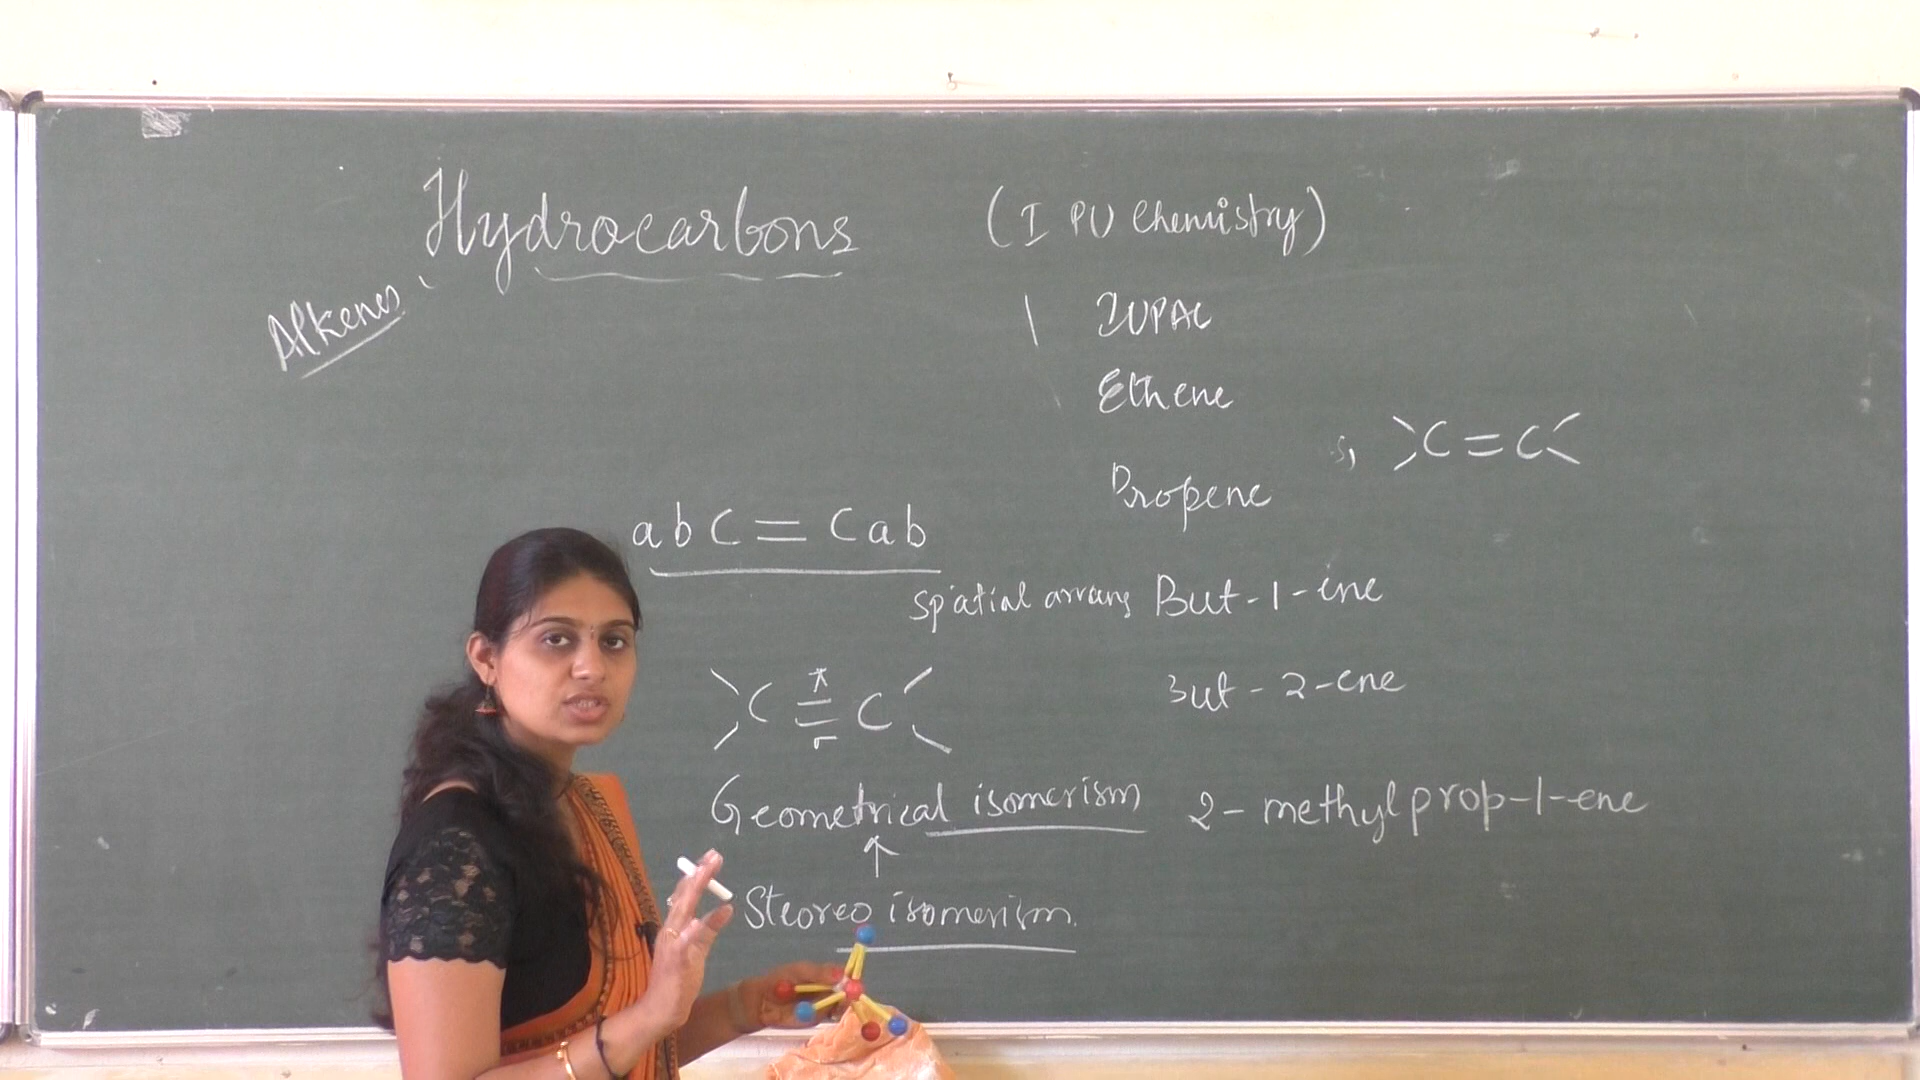 Hydrocarbons
(I PU Chemistry)
Alkenes
IUPAC
Ethene
C = C
Propene
abC = Cab
spatial arrang
But-1-ene
π
C = C
σ
But-2-ene
Geometrical isomerism
2-methylprop-1-ene
↑
Steoreo isomerism.